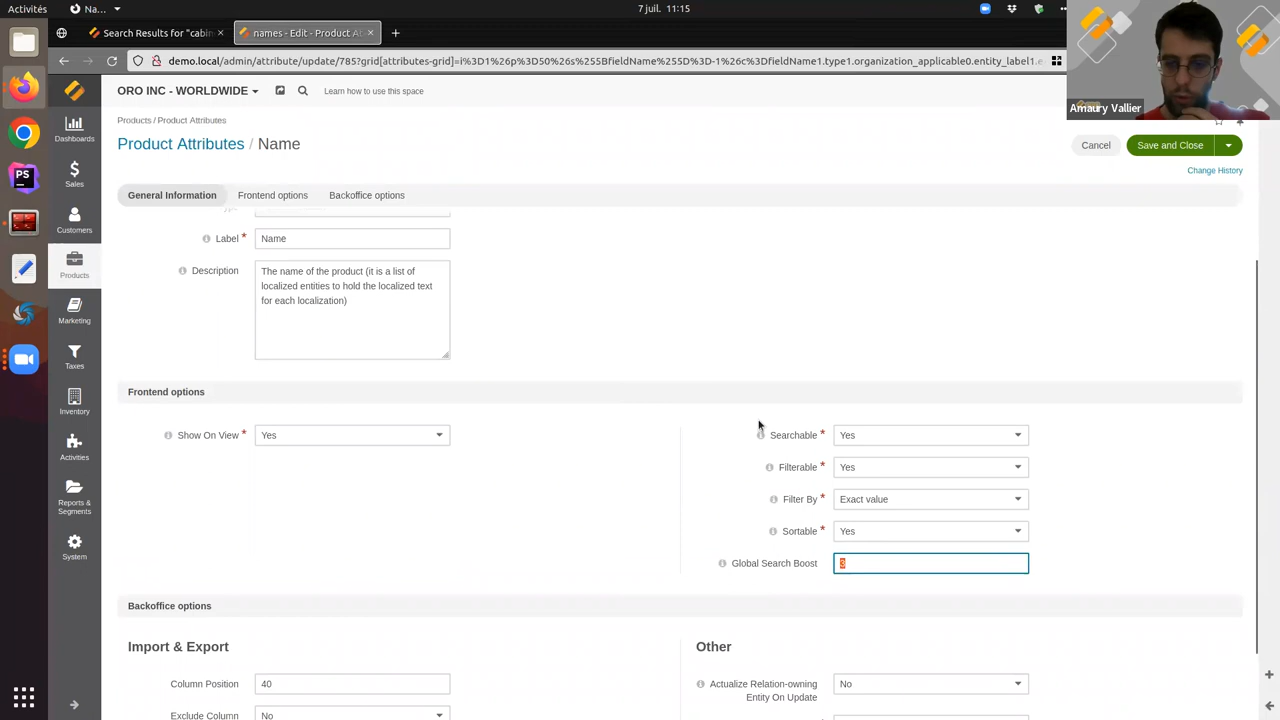 Activités
Na...
7 juil. 11:15
Search Results for "cabin
names - Edit - Product At
demo.local/admin/attribute/update/783?grid[attributes-grid]=i%3D1%26p%3D50%26s%255BfieldName%255D%3D-1%26c%3DfieldName1.type1.organization_applicable0.entity_label1.e
Amaury Vallier
ORO INC - WORLDWIDE
Learn how to use this space
Products / Product Attributes
Product Attributes / Name
Cancel
Save and Close
Change History
General Information
Frontend options
Backoffice options
Dashboards
Sales
Customers
Products
Marketing
Taxes
Inventory
Activities
Reports &
Segments
System
PS
Label *
Name
Description
The name of the product (it is a list of
localized entities to hold the localized text
for each localization)
Frontend options
Show On View *
Yes
Searchable *
Yes
Filterable *
Yes
Filter By *
Exact value
Sortable *
Yes
Global Search Boost
3
Backoffice options
Import & Export
Column Position
40
Exclude Column
No
Other
Actualize Relation-owning
Entity On Update
No